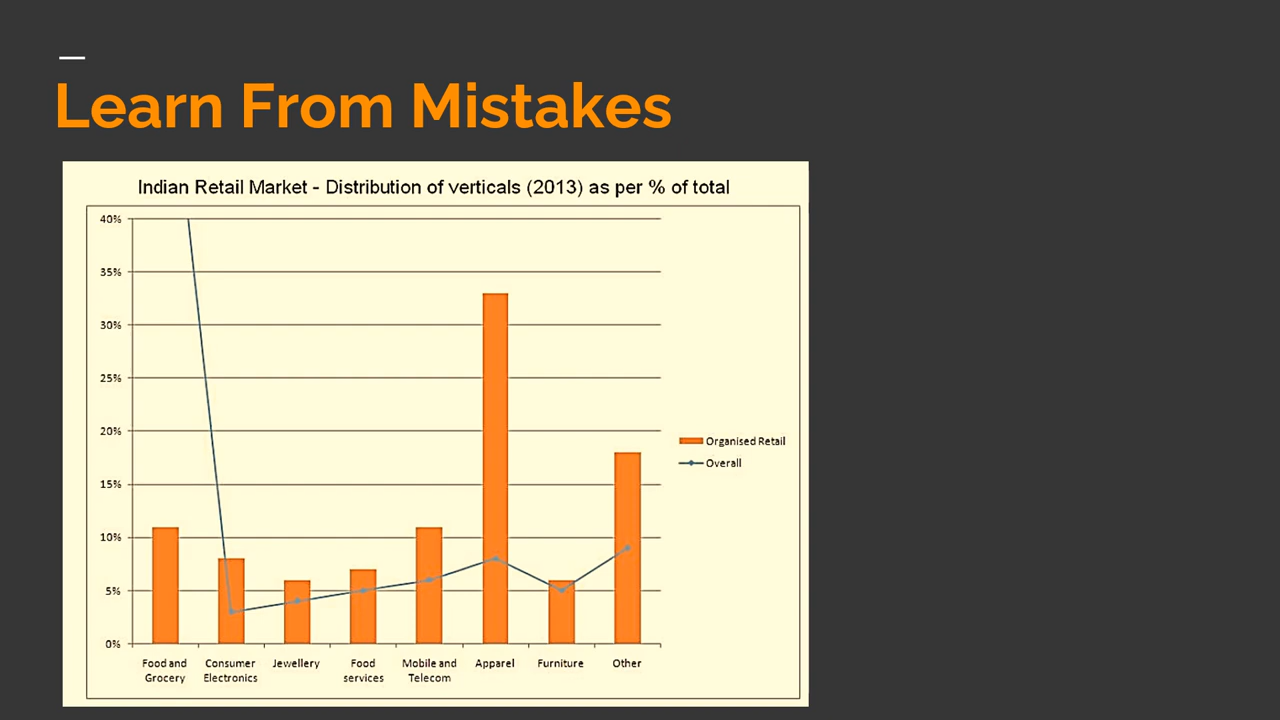 Learn From Mistakes
Indian Retail Market - Distribution of verticals (2013) as per % of total
40%
35%
30%
25%
20%
15%
10%
5%
0%
Organised Retail
Overall
Food and
Grocery
Consumer
Electronics
Jewellery
Food
services
Mobile and
Telecom
Apparel
Furniture
Other